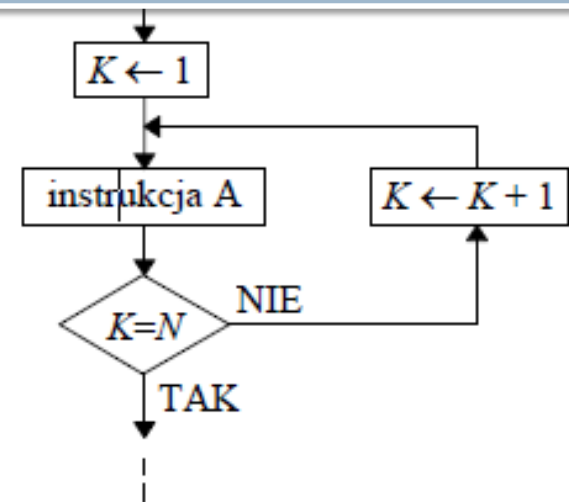 K ← 1
instrukcja A
K ← K + 1
K=N
NIE
TAK